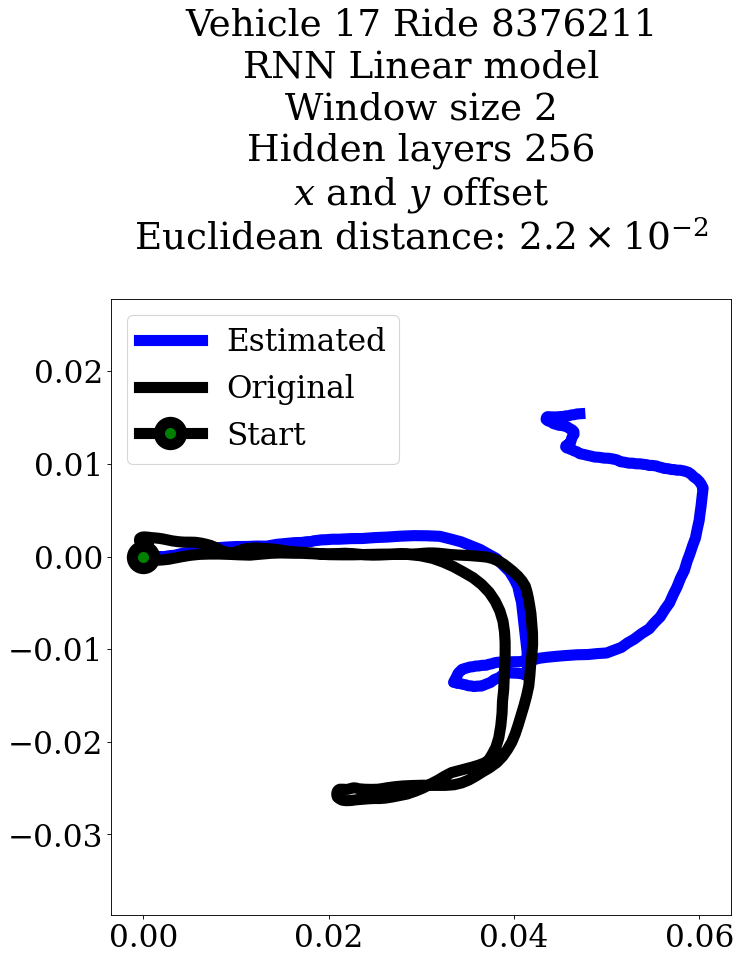 Vehicle 17 Ride 8376211
RNN Linear model
Window size 2
Hidden layers 256
x and y offset
Euclidean distance: 2.2 × 10⁻²
Estimated
Original
Start
0.02
0.01
0.00
−0.01
−0.02
−0.03
0.00 0.02 0.04 0.06